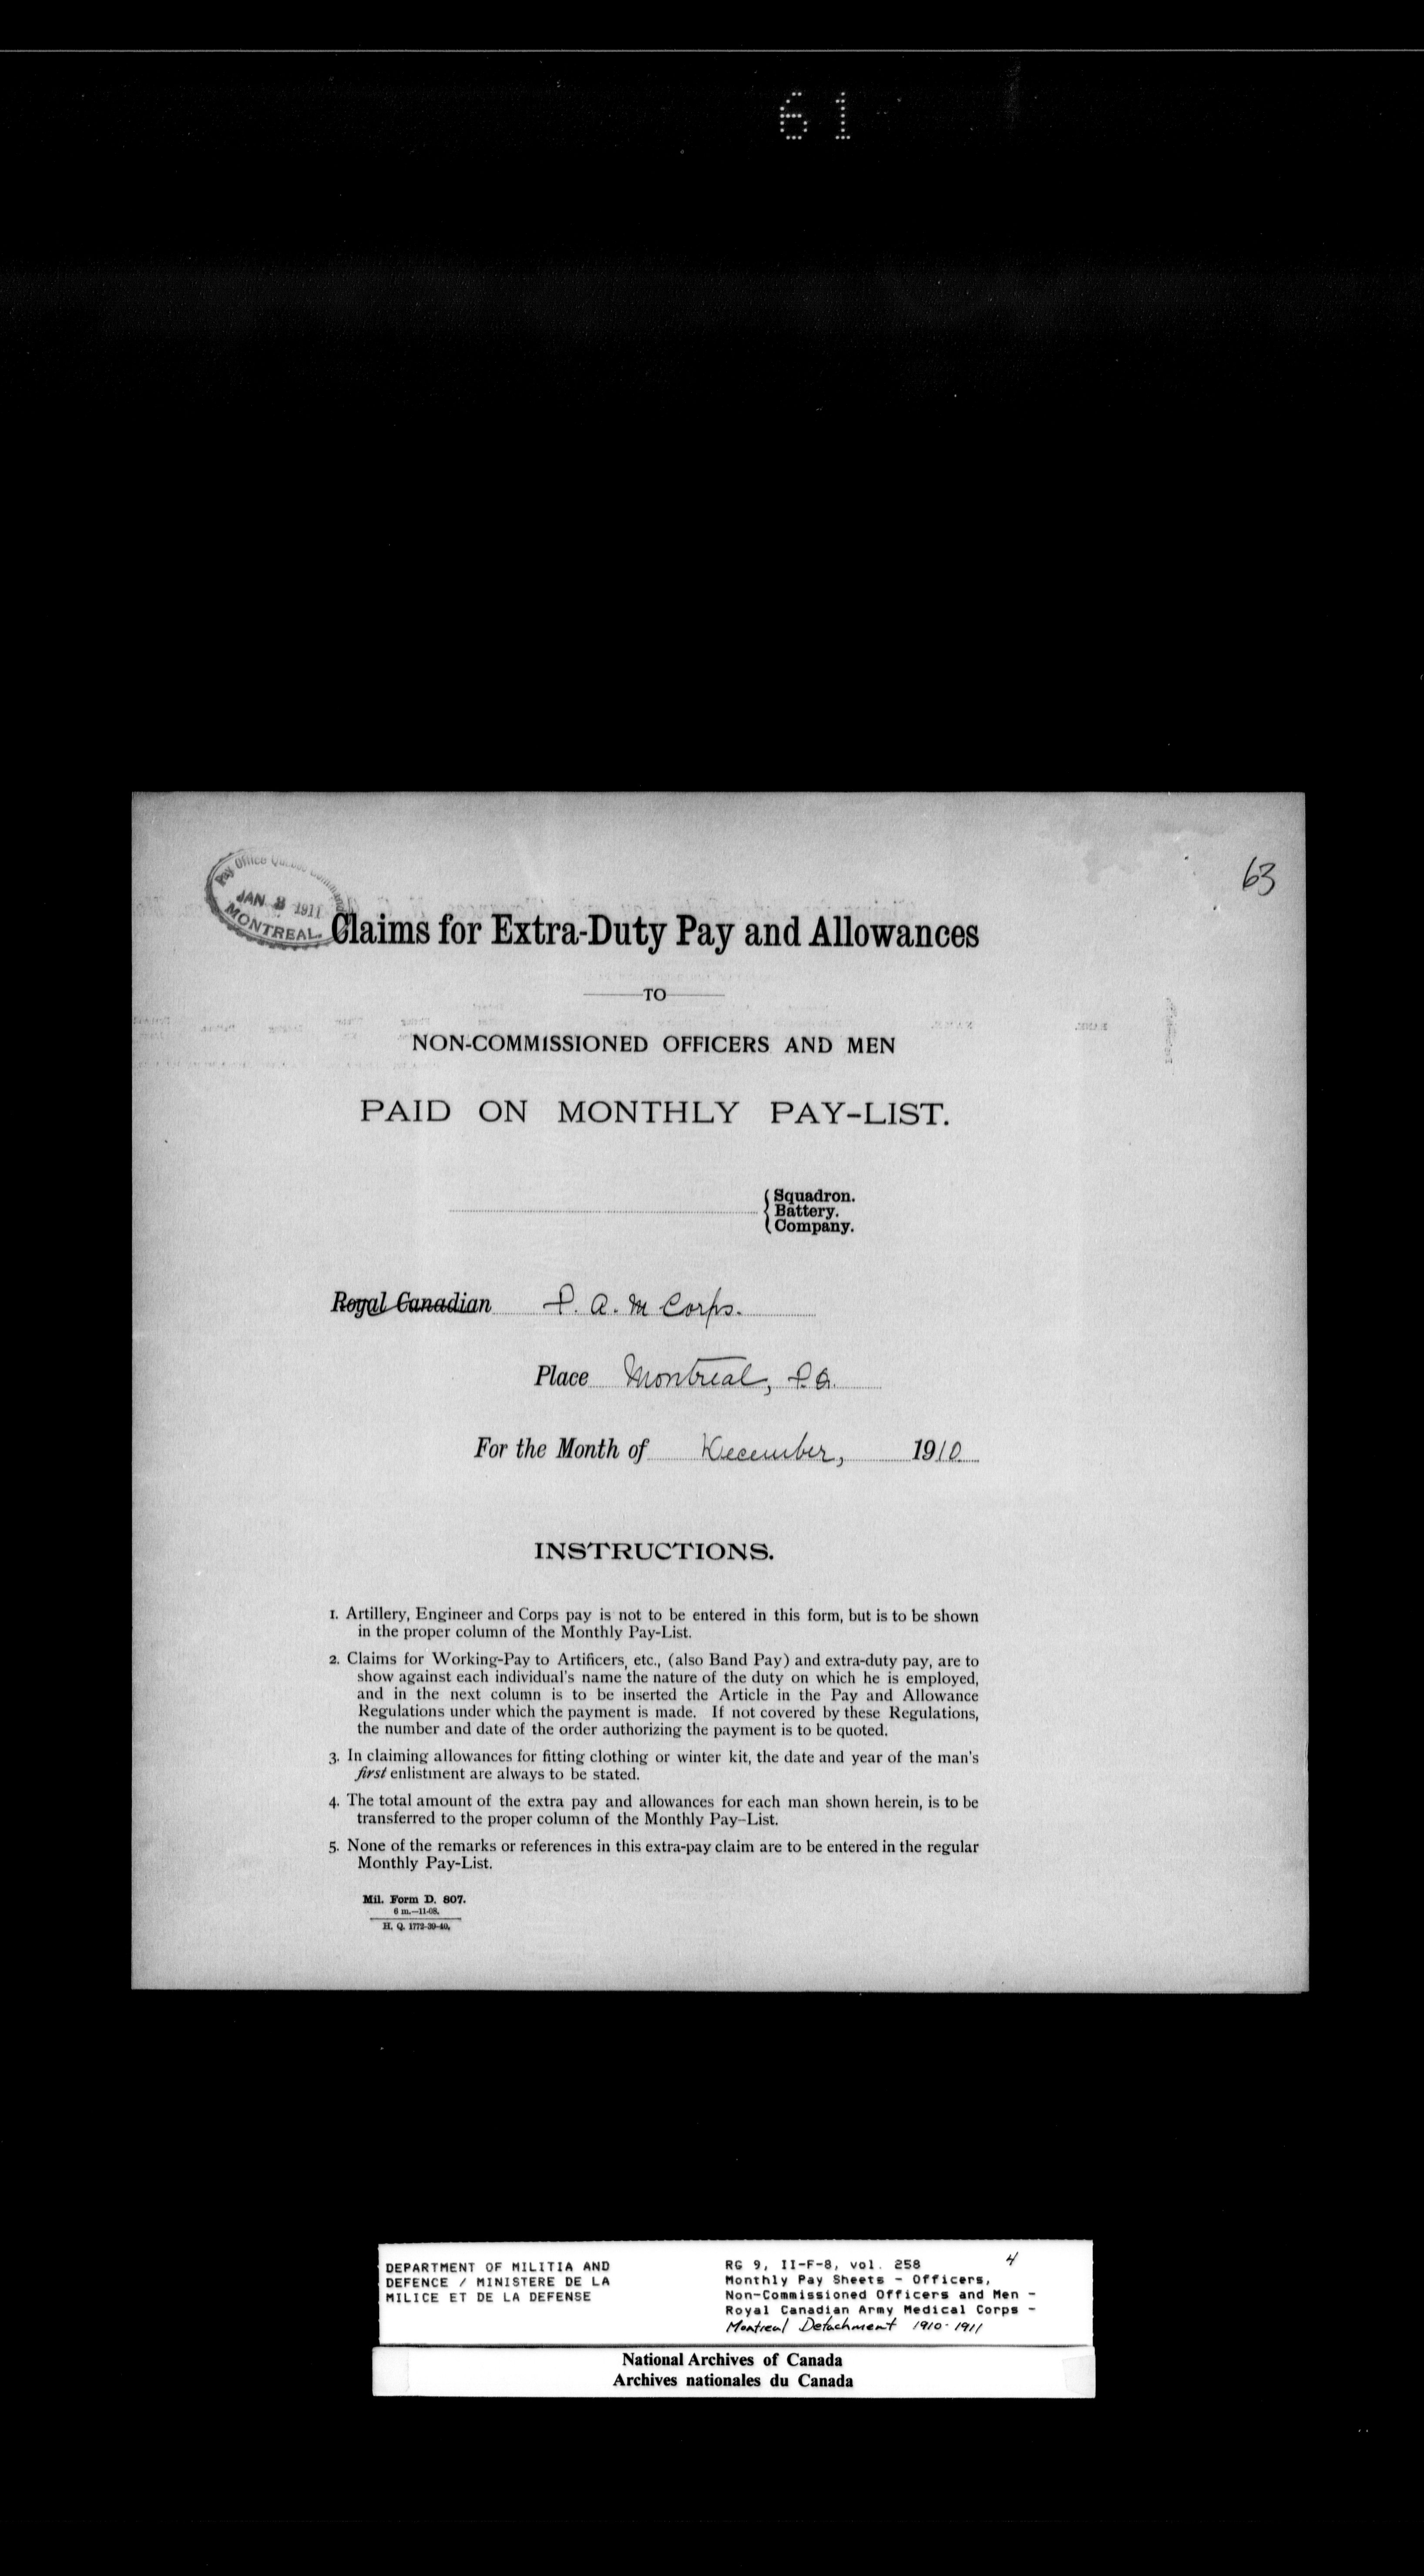 61
63
Pay Office Quebec Command
JAN 3 1911
MONTREAL.
Claims for Extra-Duty Pay and Allowances
TO
NON-COMMISSIONED OFFICERS AND MEN
PAID ON MONTHLY PAY-LIST.
Squadron.
Battery.
Company.
Royal Canadian P. A. M Corps.
Place Montreal, P.Q.
For the Month of December, 1910
INSTRUCTIONS.
1. Artillery, Engineer and Corps pay is not to be entered in this form, but is to be shown
in the proper column of the Monthly Pay-List.
2. Claims for Working-Pay to Artificers, etc., (also Band Pay) and extra-duty pay, are to
show against each individual's name the nature of the duty on which he is employed,
and in the next column is to be inserted the Article in the Pay and Allowance
Regulations under which the payment is made. If not covered by these Regulations,
the number and date of the order authorizing the payment is to be quoted.
3. In claiming allowances for fitting clothing or winter kit, the date and year of the man's
first enlistment are always to be stated.
4. The total amount of the extra pay and allowances for each man shown herein, is to be
transferred to the proper column of the Monthly Pay-List.
5. None of the remarks or references in this extra-pay claim are to be entered in the regular
Monthly Pay-List.
Mil. Form D. 807.
6 m.—11-08.
H. Q. 1772-39-40.
DEPARTMENT OF MILITIA AND
DEFENCE / MINISTERE DE LA
MILICE ET DE LA DEFENSE
RG 9, II-F-8, vol. 258 4
Monthly Pay Sheets - Officers,
Non-Commissioned Officers and Men -
Royal Canadian Army Medical Corps -
Montreal Detachment 1910-1911
National Archives of Canada
Archives nationales du Canada